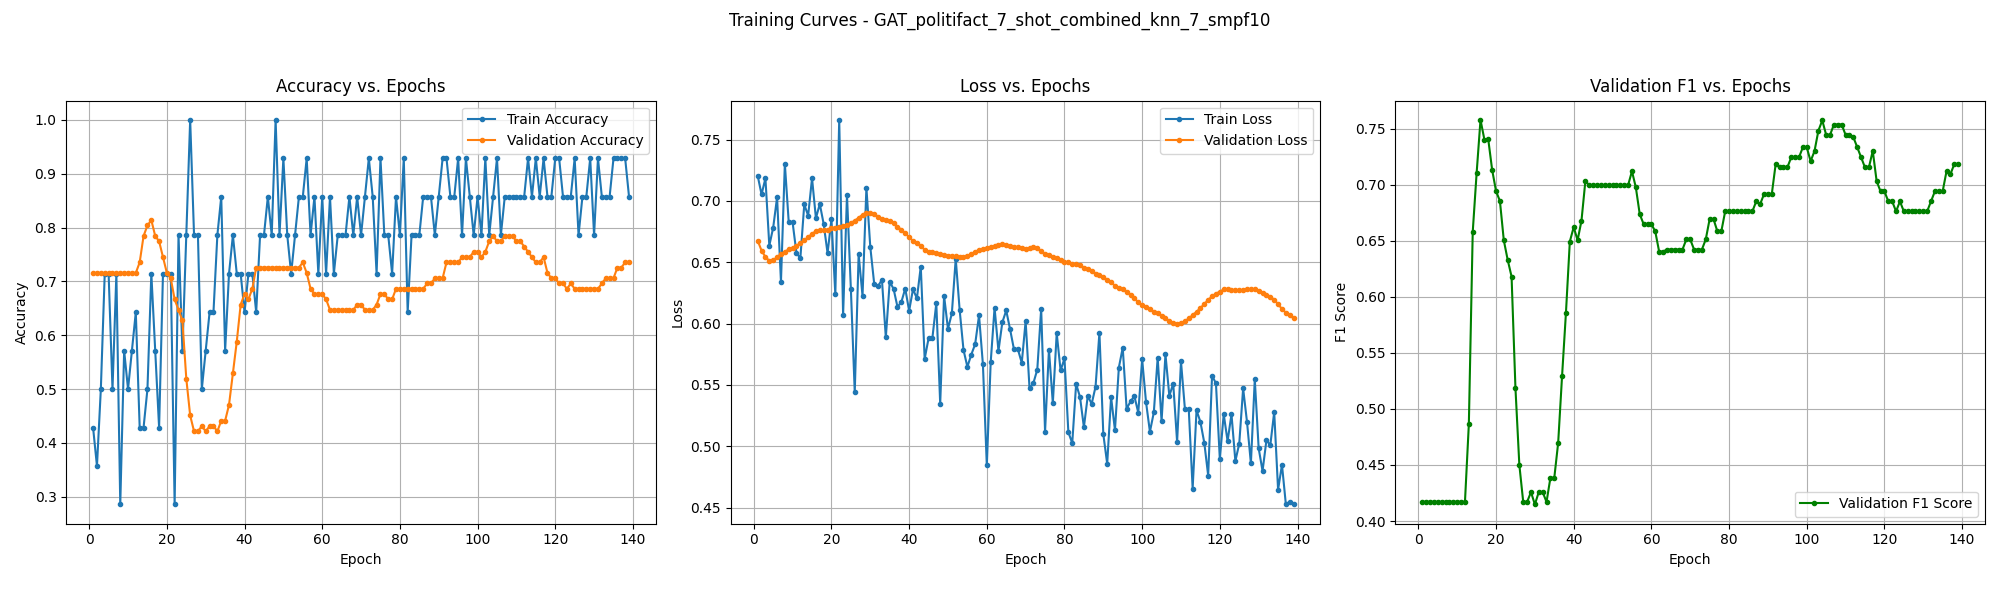 Training Curves - GAT_politifact_7_shot_combined_knn_7_smpf10
Accuracy vs. Epochs
Train Accuracy
Validation Accuracy
1.0
0.9
0.8
0.7
0.6
0.5
0.4
0.3
Accuracy
0 20 40 60 80 100 120 140
Epoch
Loss vs. Epochs
Train Loss
Validation Loss
0.75
0.70
0.65
0.60
0.55
0.50
0.45
Loss
0 20 40 60 80 100 120 140
Epoch
Validation F1 vs. Epochs
0.75
0.70
0.65
0.60
0.55
0.50
0.45
0.40
F1 Score
Validation F1 Score
0 20 40 60 80 100 120 140
Epoch